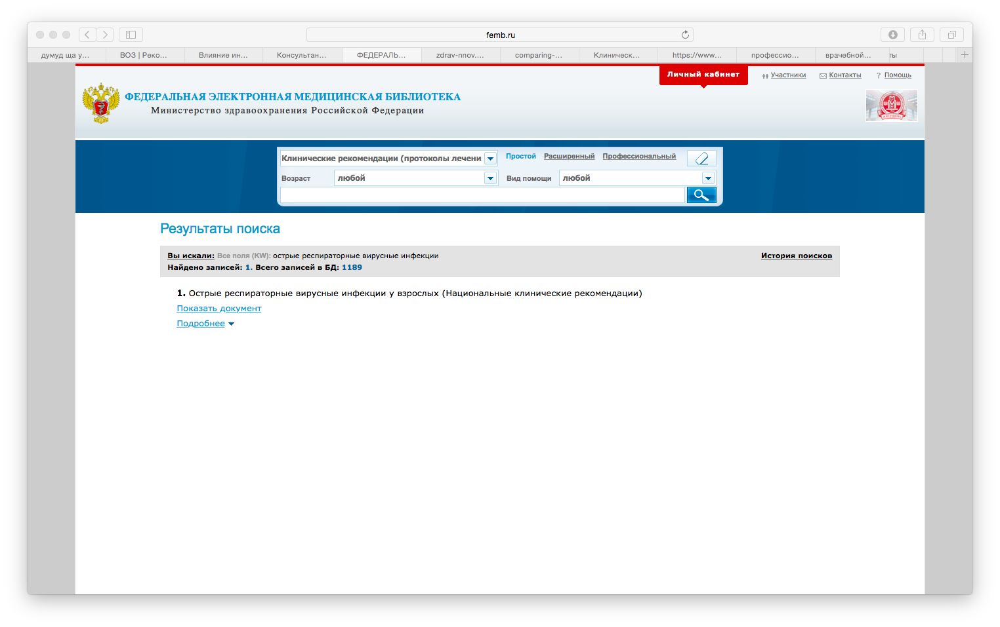 femb.ru
думуд ща у...
ВОЗ | Реко...
Влияние ин...
Консультан...
ФЕДЕРАЛЬ...
zdrav-nnov....
comparing-...
Клиническ...
https://www...
профессио...
врачебной...
ты
Личный кабинет
Участники
Контакты
? Помощь
ФЕДЕРАЛЬНАЯ ЭЛЕКТРОННАЯ МЕДИЦИНСКАЯ БИБЛИОТЕКА
Министерство здравоохранения Российской Федерации
Клинические рекомендации (протоколы лечени
Простой
Расширенный
Профессиональный
Возраст
любой
Вид помощи
любой
Результаты поиска
Вы искали: Все поля (KW): острые респираторные вирусные инфекции
История поисков
Найдено записей: 1. Всего записей в БД: 1189
1. Острые респираторные вирусные инфекции у взрослых (Национальные клинические рекомендации)
Показать документ
Подробнее